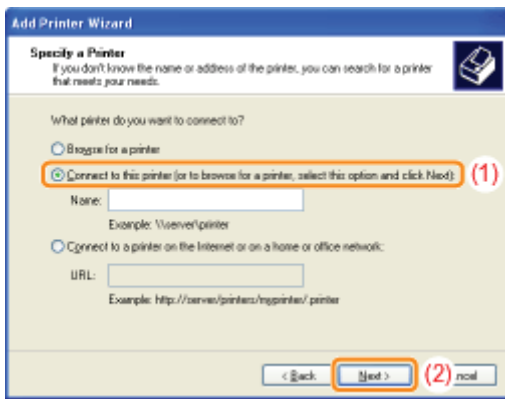 Add Printer Wizard
Specify a Printer
If you don't know the name or address of the printer, you can search for a printer
that meets your needs.
What printer do you want to connect to?
Browse for a printer
Connect to this printer (or to browse for a printer, select this option and click Next):
(1)
Name:
Example: \\server\printer
Connect to a printer on the Internet or on a home or office network:
URL:
Example: http://server/printers/myprinter/.printer
< Back Next > (2) ncel